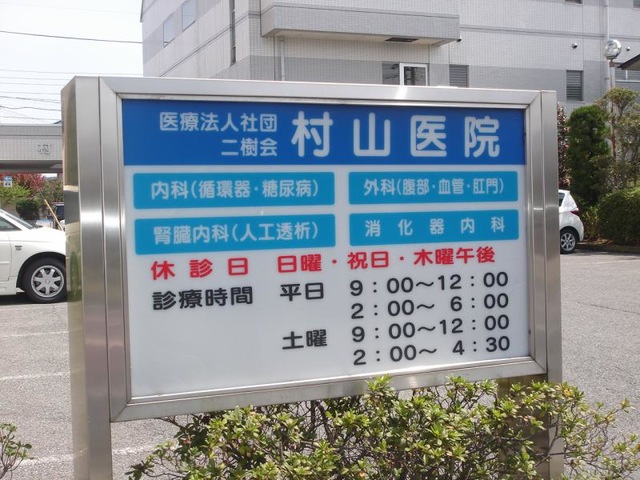 医療法人社団
二樹会
村山医院
内科(循環器・糖尿病)
外科(腹部・血管・肛門)
腎臓内科(人工透析)
消化器内科
休診日 日曜・祝日・木曜午後
診療時間 平日 9:00〜12:00
2:00〜 6:00
土曜 9:00〜12:00
2:00〜 4:30